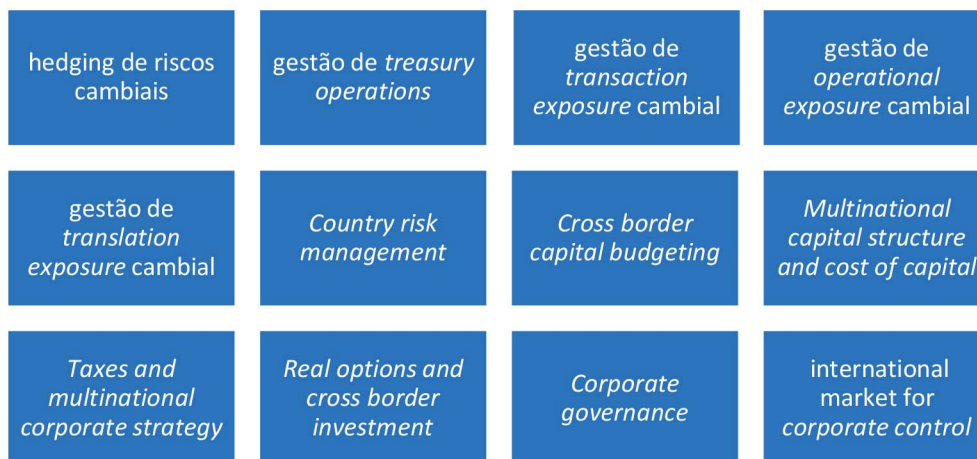 hedging de riscos
cambiais
gestão de treasury
operations
gestão de
transaction
exposure cambial
gestão de
operational
exposure cambial
gestão de
translation
exposure cambial
Country risk
management
Cross border
capital budgeting
Multinational
capital structure
and cost of capital
Taxes and
multinational
corporate strategy
Real options and
cross border
investment
Corporate
governance
international
market for
corporate control